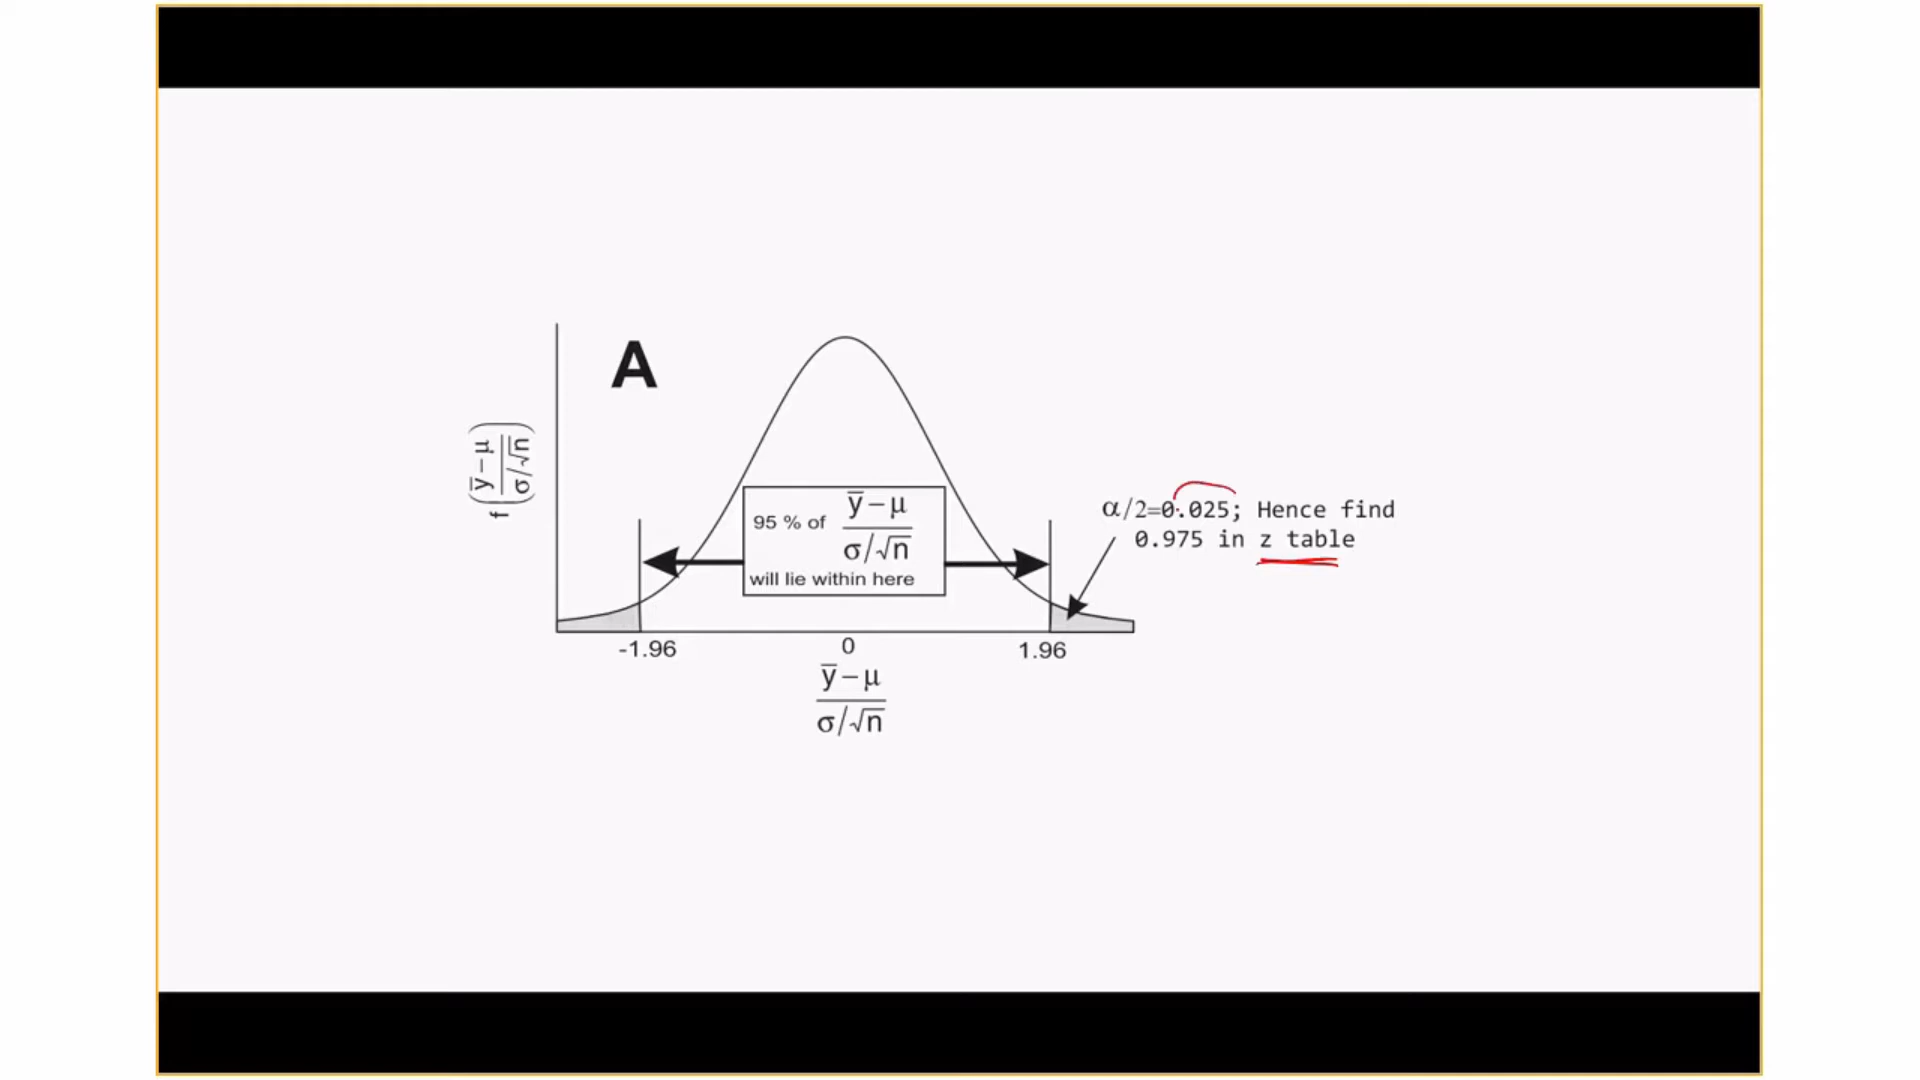 A
f((y̅−μ)/(σ/√n))
95 % of (y̅−μ)/(σ/√n)
will lie within here
α/2=0.025; Hence find
0.975 in z table
-1.96 0 1.96
(y̅−μ)/(σ/√n)